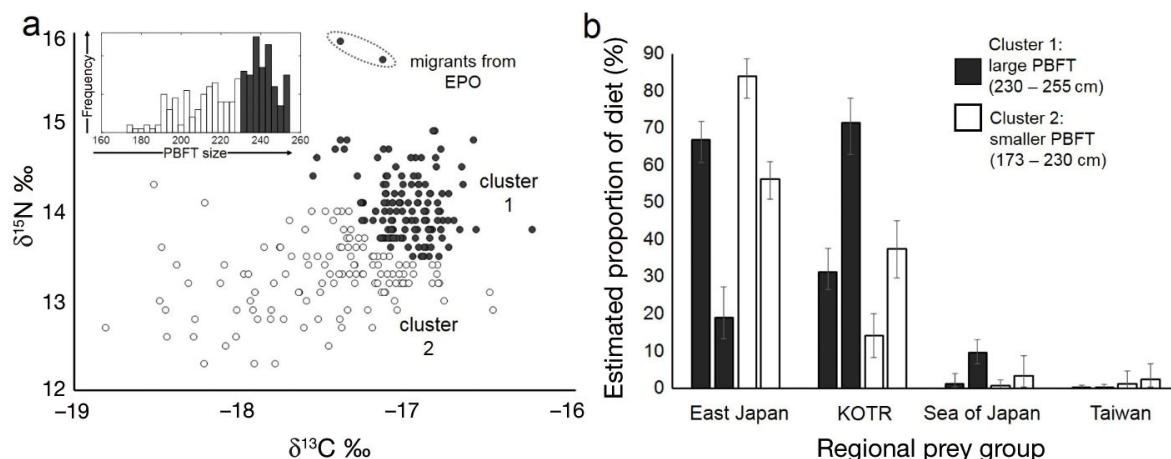 a
16
15
14
13
12
δ15N ‰
–19
–18
–17
–16
δ13C ‰
Frequency
160
180
200
220
240
260
PBFT size
migrants from
EPO
cluster
1
cluster
2
b
Estimated proportion of diet (%)
90
80
70
60
50
40
30
20
10
0
Cluster 1:
large PBFT
(230 – 255 cm)
Cluster 2:
smaller PBFT
(173 – 230 cm)
East Japan
KOTR
Sea of Japan
Taiwan
Regional prey group